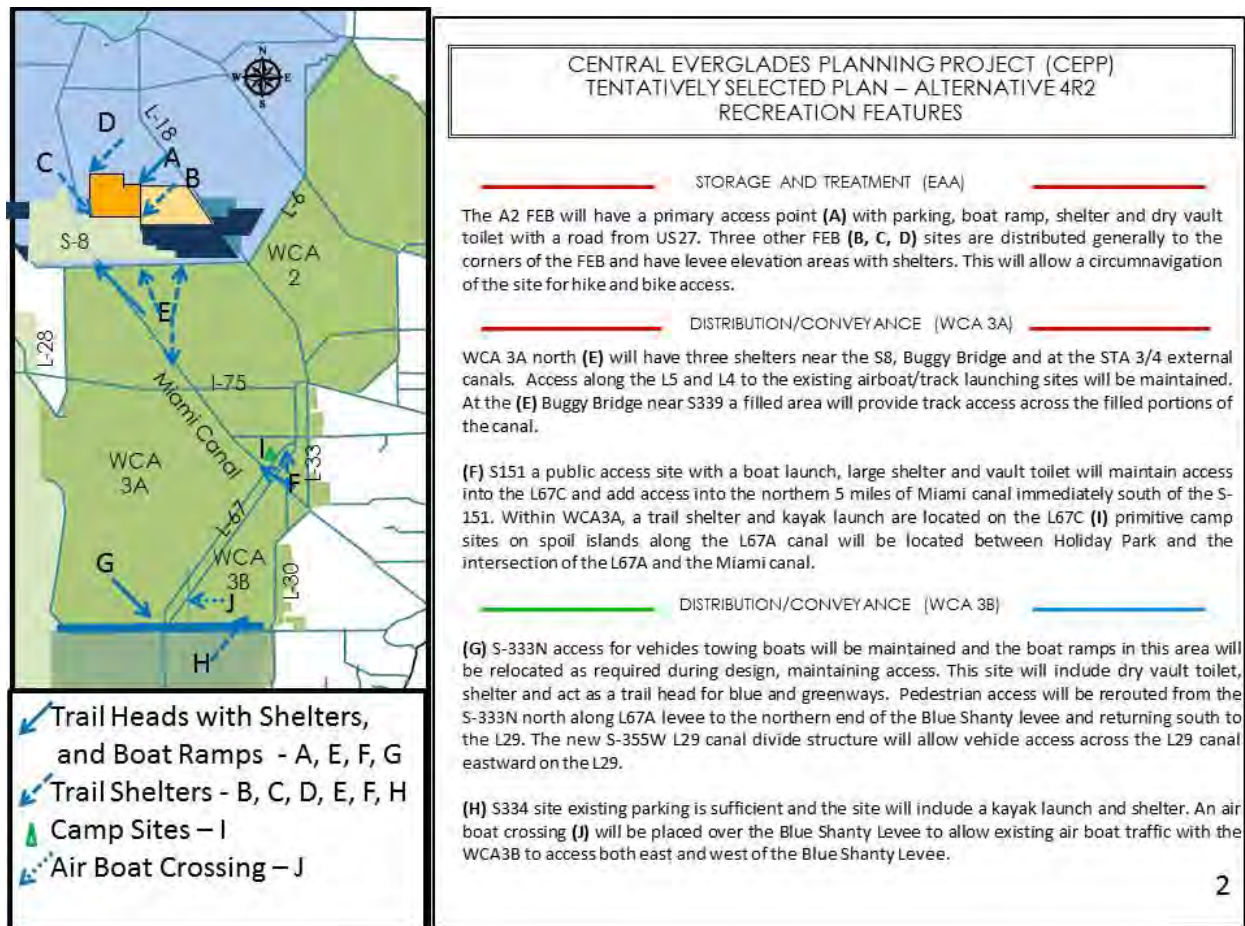 N
W E
S
L-18
D
A
C
B
L-6
S-8
WCA
2
E
L-28
I-75
Miami Canal
WCA
3A
I
L-33
F
L-67
G
WCA
3B
L-30
J
H
Trail Heads with Shelters,
and Boat Ramps - A, E, F, G
Trail Shelters - B, C, D, E, F, H
Camp Sites – I
Air Boat Crossing – J
CENTRAL EVERGLADES PLANNING PROJECT (CEPP)
TENTATIVELY SELECTED PLAN – ALTERNATIVE 4R2
RECREATION FEATURES
STORAGE AND TREATMENT (EAA)
The A2 FEB will have a primary access point (A) with parking, boat ramp, shelter and dry vault
toilet with a road from US27. Three other FEB (B, C, D) sites are distributed generally to the
corners of the FEB and have levee elevation areas with shelters. This will allow a circumnavigation
of the site for hike and bike access.
DISTRIBUTION/CONVEYANCE (WCA 3A)
WCA 3A north (E) will have three shelters near the S8, Buggy Bridge and at the STA 3/4 external
canals. Access along the L5 and L4 to the existing airboat/track launching sites will be maintained.
At the (E) Buggy Bridge near S339 a filled area will provide track access across the filled portions of
the canal.
(F) S151 a public access site with a boat launch, large shelter and vault toilet will maintain access
into the L67C and add access into the northern 5 miles of Miami canal immediately south of the S-
151. Within WCA3A, a trail shelter and kayak launch are located on the L67C (I) primitive camp
sites on spoil islands along the L67A canal will be located between Holiday Park and the
intersection of the L67A and the Miami canal.
DISTRIBUTION/CONVEYANCE (WCA 3B)
(G) S-333N access for vehicles towing boats will be maintained and the boat ramps in this area will
be relocated as required during design, maintaining access. This site will include dry vault toilet,
shelter and act as a trail head for blue and greenways. Pedestrian access will be rerouted from the
S-333N north along L67A levee to the northern end of the Blue Shanty levee and returning south to
the L29. The new S-355W L29 canal divide structure will allow vehicle access across the L29 canal
eastward on the L29.
(H) S334 site existing parking is sufficient and the site will include a kayak launch and shelter. An air
boat crossing (J) will be placed over the Blue Shanty Levee to allow existing air boat traffic with the
WCA3B to access both east and west of the Blue Shanty Levee.
2